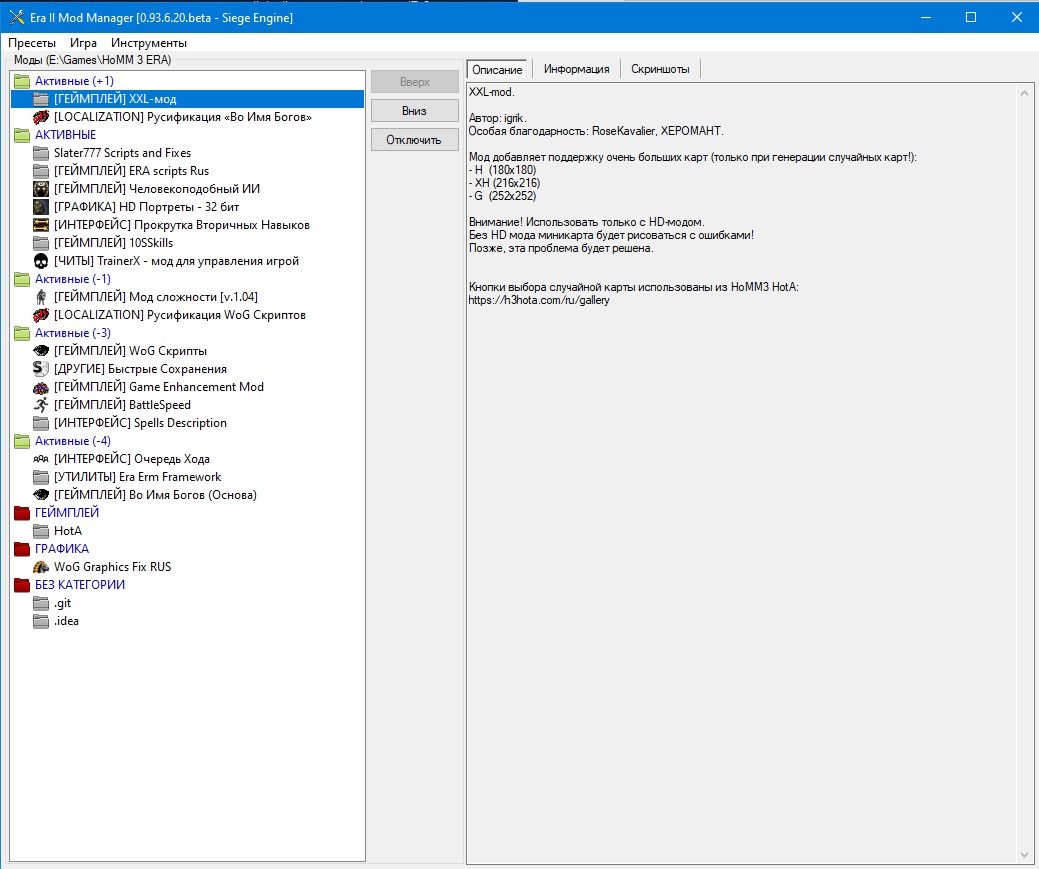 Era II Mod Manager [0.93.6.20.beta - Siege Engine]
Пресеты Игра Инструменты
Моды (E:\Games\HoMM 3 ERA)
Активные (+1)
[ГЕЙМПЛЕЙ] XXL-мод
[LOCALIZATION] Русификация «Во Имя Богов»
АКТИВНЫЕ
Slater777 Scripts and Fixes
[ГЕЙМПЛЕЙ] ERA scripts Rus
[ГЕЙМПЛЕЙ] Человекоподобный ИИ
[ГРАФИКА] HD Портреты - 32 бит
[ИНТЕРФЕЙС] Прокрутка Вторичных Навыков
[ГЕЙМПЛЕЙ] 10SSkills
[ЧИТЫ] TrainerX - мод для управления игрой
Активные (-1)
[ГЕЙМПЛЕЙ] Мод сложности [v.1.04]
[LOCALIZATION] Русификация WoG Скриптов
Активные (-3)
[ГЕЙМПЛЕЙ] WoG Скрипты
[ДРУГИЕ] Быстрые Сохранения
[ГЕЙМПЛЕЙ] Game Enhancement Mod
[ГЕЙМПЛЕЙ] BattleSpeed
[ИНТЕРФЕЙС] Spells Description
Активные (-4)
[ИНТЕРФЕЙС] Очередь Хода
[УТИЛИТЫ] Era Erm Framework
[ГЕЙМПЛЕЙ] Во Имя Богов (Основа)
ГЕЙМПЛЕЙ
HotA
ГРАФИКА
WoG Graphics Fix RUS
БЕЗ КАТЕГОРИИ
.git
.idea
Вверх
Вниз
Отключить
Описание Информация Скриншоты
XXL-mod.
Автор: igrik.
Особая благодарность: RoseKavalier, ХЕРОМАНТ.
Мод добавляет поддержку очень больших карт (только при генерации случайных карт!):
- H (180x180)
- XH (216x216)
- G (252x252)
Внимание! Использовать только с HD-модом.
Без HD мода миникарта будет рисоваться с ошибками!
Позже, эта проблема будет решена.
Кнопки выбора случайной карты использованы из HoMM3 HotA:
https://h3hota.com/ru/gallery